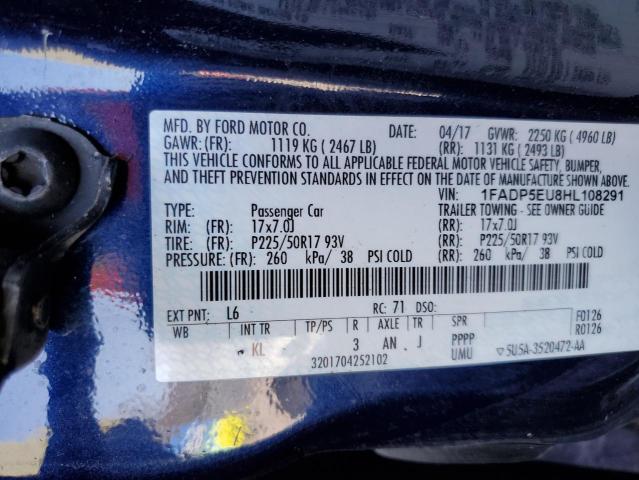 MFD. BY FORD MOTOR CO. DATE: 04/17 GVWR: 2250 KG ( 4960 LB)
GAWR: (FR): 1119 KG ( 2467 LB) (RR): 1131 KG ( 2493 LB)
THIS VEHICLE CONFORMS TO ALL APPLICABLE FEDERAL MOTOR VEHICLE SAFETY, BUMPER,
AND THEFT PREVENTION STANDARDS IN EFFECT ON THE DATE OF MANUFACTURE SHOWN ABOVE.
VIN: 1FADP5EU8HL108291
TYPE: Passenger Car TRAILER TOWING - SEE OWNER GUIDE
RIM: (FR): 17x7.0J (RR): 17x7.0J
TIRE: (FR): P225/50R17 93V (RR): P225/50R17 93V
PRESSURE: (FR): 260 kPa/ 38 PSI COLD (RR): 260 kPa/ 38 PSI COLD
EXT PNT: L6 RC: 71 DSO: F0126
WB INT TR TP/PS R AXLE TR SPR R0126
KL 3 AN J PPPP
3201704252102 UMU ▽5U5A-3520472-AA